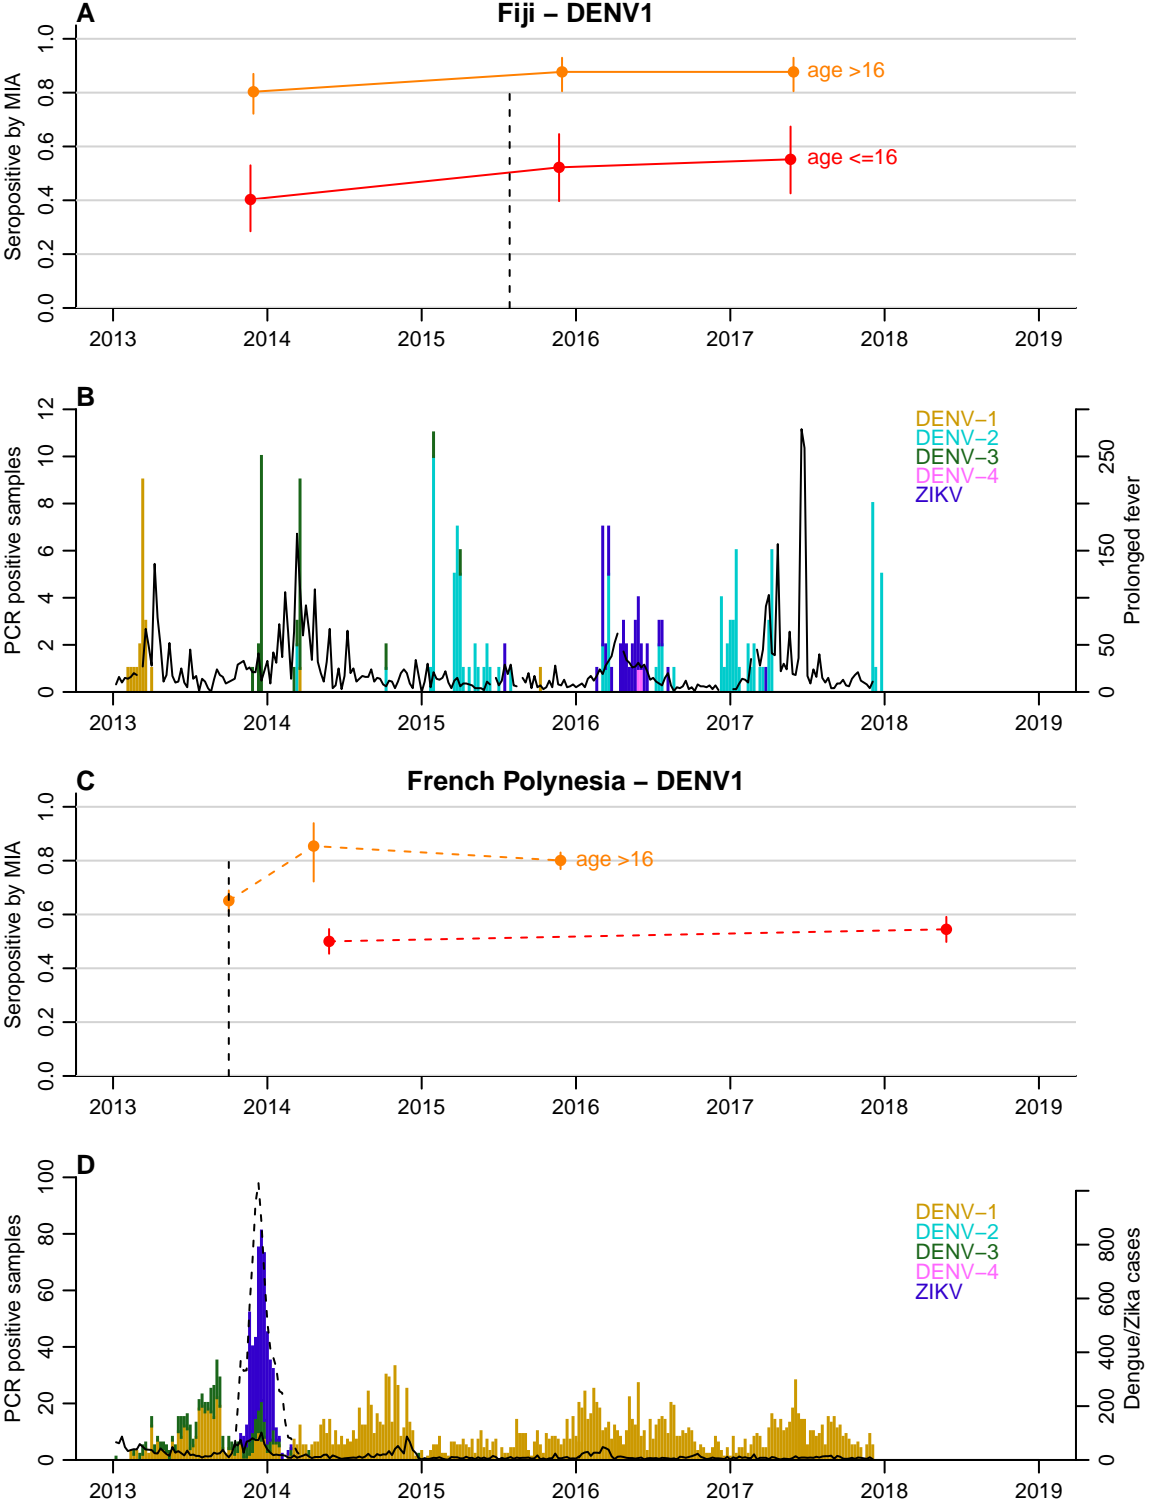 A
Fiji – DENV1
Seropositive by MIA
0.0 0.2 0.4 0.6 0.8 1.0
age >16
age <=16
2013 2014 2015 2016 2017 2018 2019
B
PCR positive samples
0 2 4 6 8 10 12
DENV–1
DENV–2
DENV–3
DENV–4
ZIKV
0 50 150 250
Prolonged fever
2013 2014 2015 2016 2017 2018 2019
C
French Polynesia – DENV1
Seropositive by MIA
0.0 0.2 0.4 0.6 0.8 1.0
age >16
2013 2014 2015 2016 2017 2018 2019
D
PCR positive samples
0 20 40 60 80 100
DENV–1
DENV–2
DENV–3
DENV–4
ZIKV
0 200 400 600 800
Dengue/Zika cases
2013 2014 2015 2016 2017 2018 2019